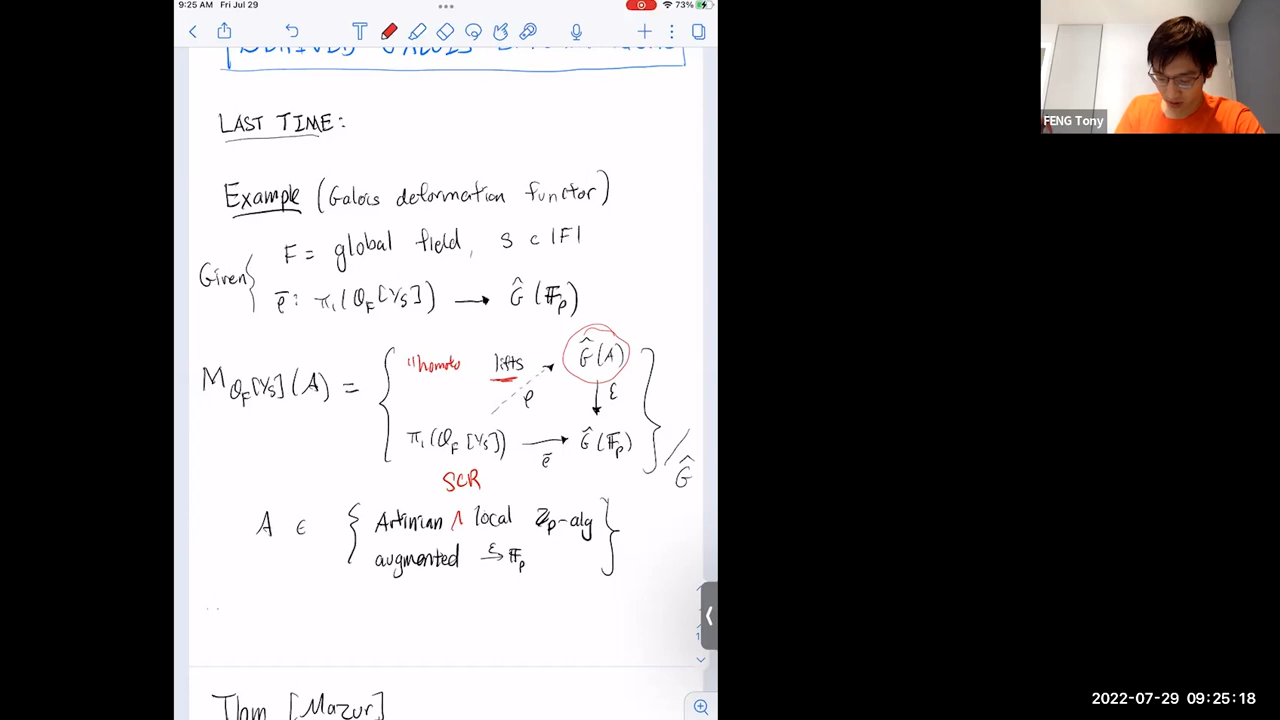 9:25 AM Fri Jul 29
73%
LAST TIME:
Example (Galois deformation functor)
Given { F = global field, S ⊂ |F|
ρ̄ : π₁(𝒪_F[1/S]) → Ĝ(𝔽_p)
M_{𝒪_F[1/S]}(A) = { "homoto lifts Ĝ(A)
ρ ε
π₁(𝒪_F[1/S]) → Ĝ(𝔽_p) } / Ĝ
ρ̄
SCR
A ∈ { Artinian ∧ local ℤ_p-alg
augmented →^ε 𝔽_p }
Thm [Mazur]
FENG Tony
2022-07-29 09:25:18